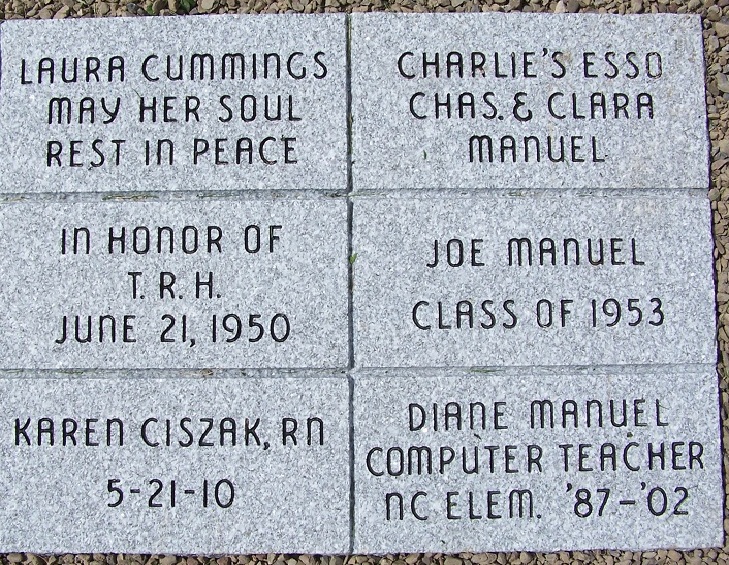 LAURA CUMMINGS
MAY HER SOUL
REST IN PEACE
CHARLIE'S ESSO
CHAS. & CLARA
MANUEL
IN HONOR OF
T. R. H.
JUNE 21, 1950
JOE MANUEL
CLASS OF 1953
KAREN CISZAK, RN
5-21-10
DIANE MANUEL
COMPUTER TEACHER
NC ELEM. '87-'02